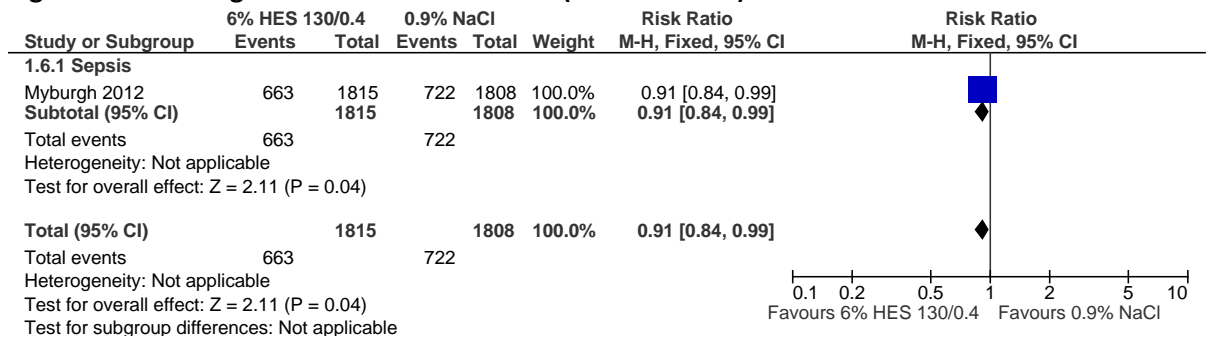 6% HES 130/0.4 0.9% NaCl Risk Ratio Risk Ratio
Study or Subgroup Events Total Events Total Weight M-H, Fixed, 95% CI M-H, Fixed, 95% CI
1.6.1 Sepsis
Myburgh 2012 663 1815 722 1808 100.0% 0.91 [0.84, 0.99]
Subtotal (95% CI) 1815 1808 100.0% 0.91 [0.84, 0.99]
Total events 663 722
Heterogeneity: Not applicable
Test for overall effect: Z = 2.11 (P = 0.04)
Total (95% CI) 1815 1808 100.0% 0.91 [0.84, 0.99]
Total events 663 722
Heterogeneity: Not applicable
Test for overall effect: Z = 2.11 (P = 0.04)
Test for subgroup differences: Not applicable
0.1 0.2 0.5 1 2 5 10
Favours 6% HES 130/0.4 Favours 0.9% NaCl